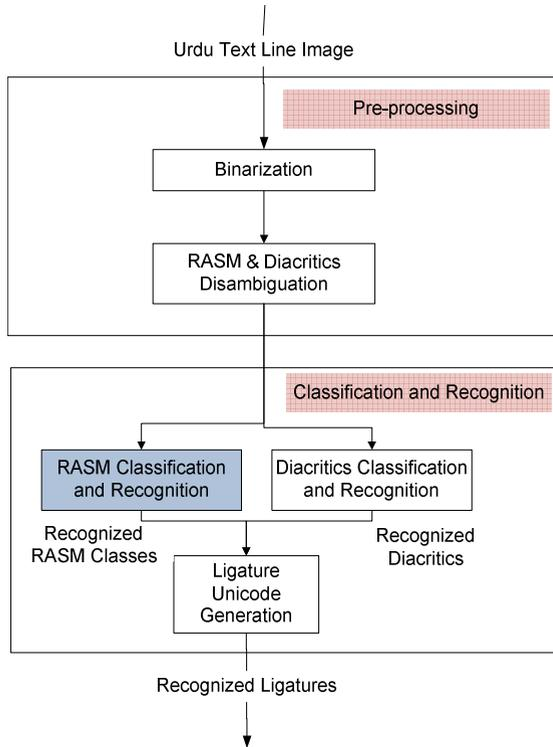 Urdu Text Line Image
Pre-processing
Binarization
RASM & Diacritics
Disambiguation
Classification and Recognition
RASM Classification
and Recognition
Diacritics Classification
and Recognition
Recognized
RASM Classes
Recognized
Diacritics
Ligature
Unicode
Generation
Recognized Ligatures